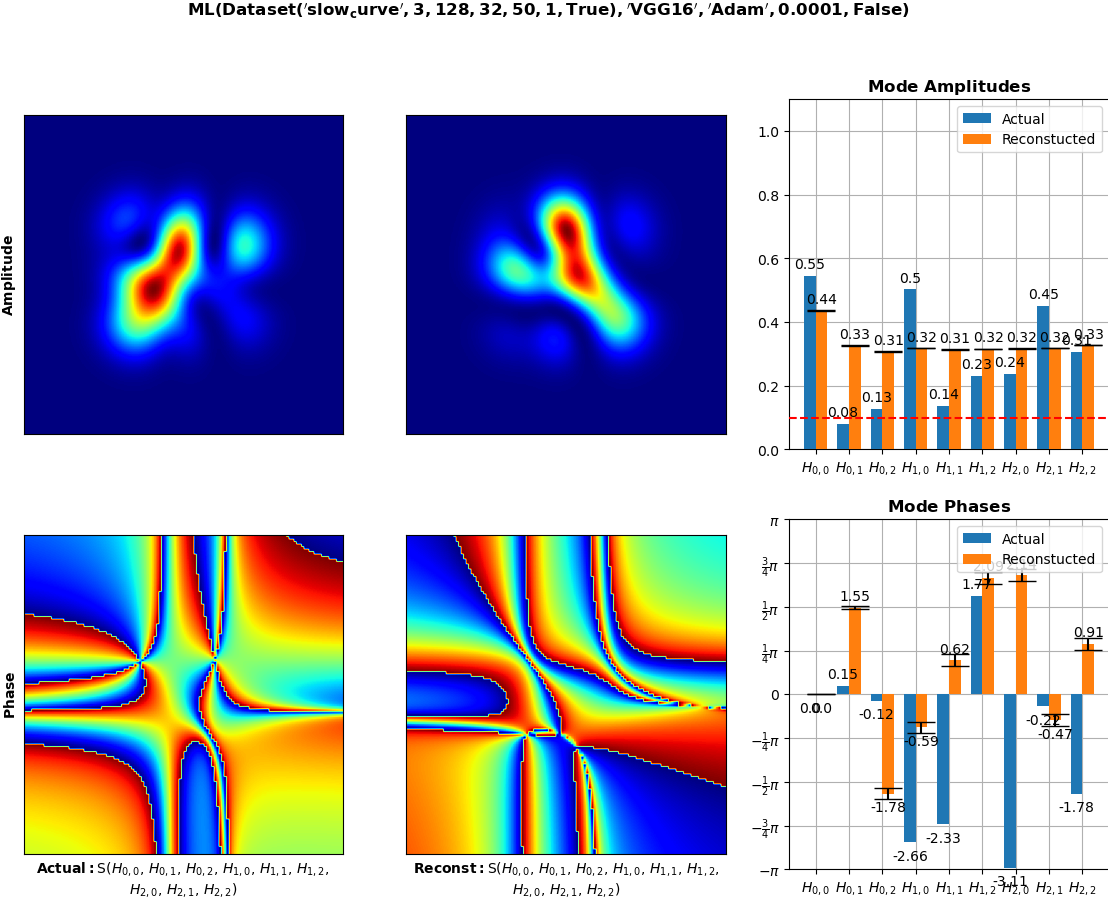 ML(Dataset('slow_curve', 3, 128, 32, 50, 1, True), 'VGG16', 'Adam', 0.0001, False)
Mode Amplitudes
Actual
Reconstucted
1.0
0.8
0.6
0.4
0.2
0.0
0.55
0.44
0.08
0.33
0.13
0.31
0.5
0.32
0.14
0.31
0.23
0.32
0.24
0.32
0.45
0.32
0.31
0.33
H0,0 H0,1 H0,2 H1,0 H1,1 H1,2 H2,0 H2,1 H2,2
Amplitude
Mode Phases
Actual
Reconstucted
π
3/4π
1/2π
1/4π
0
−1/4π
−1/2π
−3/4π
−π
0.0
0.0
0.15
1.55
-0.12
-1.78
-2.66
-0.59
-2.33
0.62
1.77
2.09
-3.11
-0.22
-0.47
-1.78
0.91
H0,0 H0,1 H0,2 H1,0 H1,1 H1,2 H2,0 H2,1 H2,2
Phase
Actual: S(H0,0, H0,1, H0,2, H1,0, H1,1, H1,2,
H2,0, H2,1, H2,2)
Reconst: S(H0,0, H0,1, H0,2, H1,0, H1,1, H1,2,
H2,0, H2,1, H2,2)